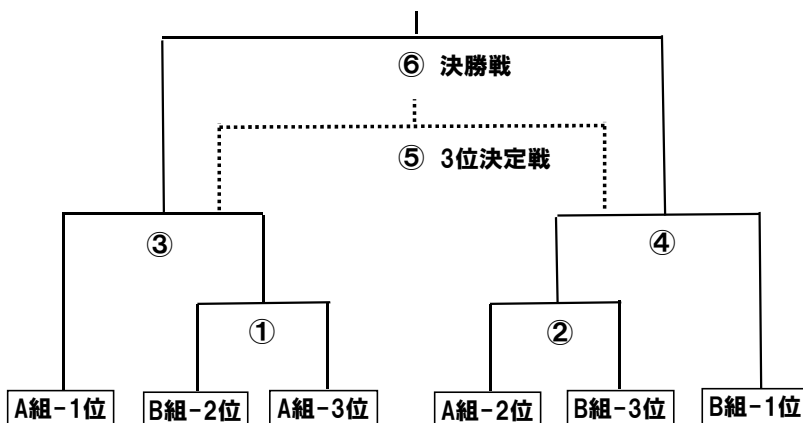 ⑥ 決勝戦
⑤ 3位決定戦
③
④
①
②
A組-1位
B組-2位
A組-3位
A組-2位
B組-3位
B組-1位